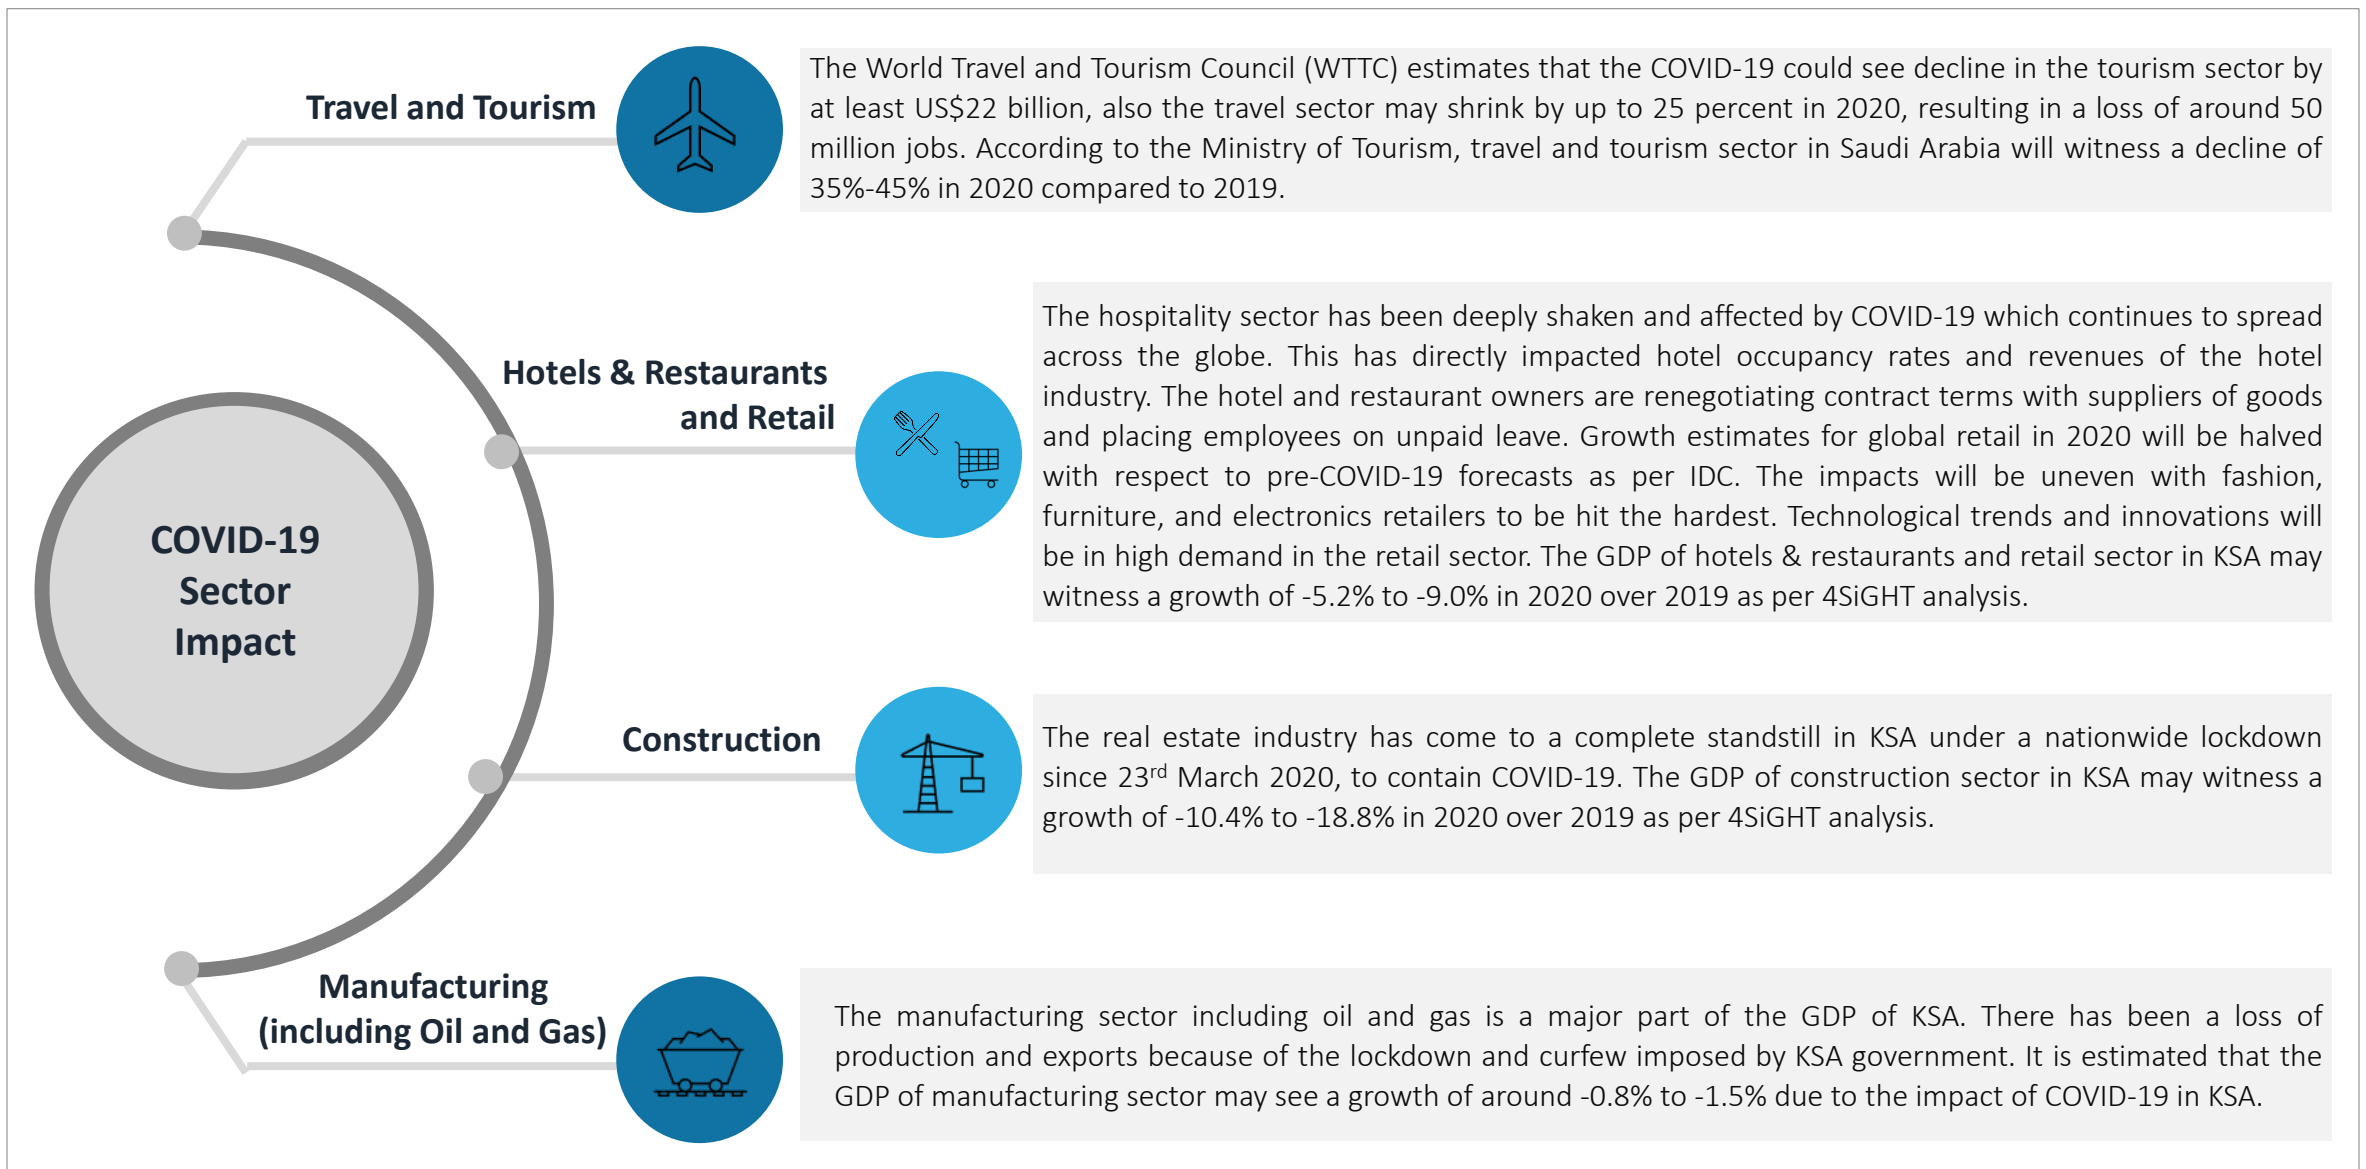 Travel and Tourism
The World Travel and Tourism Council (WTTC) estimates that the COVID-19 could see decline in the tourism sector by
at least US$22 billion, also the travel sector may shrink by up to 25 percent in 2020, resulting in a loss of around 50
million jobs. According to the Ministry of Tourism, travel and tourism sector in Saudi Arabia will witness a decline of
35%-45% in 2020 compared to 2019.
Hotels & Restaurants
and Retail
The hospitality sector has been deeply shaken and affected by COVID-19 which continues to spread
across the globe. This has directly impacted hotel occupancy rates and revenues of the hotel
industry. The hotel and restaurant owners are renegotiating contract terms with suppliers of goods
and placing employees on unpaid leave. Growth estimates for global retail in 2020 will be halved
with respect to pre-COVID-19 forecasts as per IDC. The impacts will be uneven with fashion,
furniture, and electronics retailers to be hit the hardest. Technological trends and innovations will
be in high demand in the retail sector. The GDP of hotels & restaurants and retail sector in KSA may
witness a growth of -5.2% to -9.0% in 2020 over 2019 as per 4SiGHT analysis.
COVID-19
Sector
Impact
Construction
The real estate industry has come to a complete standstill in KSA under a nationwide lockdown
since 23rd March 2020, to contain COVID-19. The GDP of construction sector in KSA may witness a
growth of -10.4% to -18.8% in 2020 over 2019 as per 4SiGHT analysis.
Manufacturing
(including Oil and Gas)
The manufacturing sector including oil and gas is a major part of the GDP of KSA. There has been a loss of
production and exports because of the lockdown and curfew imposed by KSA government. It is estimated that the
GDP of manufacturing sector may see a growth of around -0.8% to -1.5% due to the impact of COVID-19 in KSA.